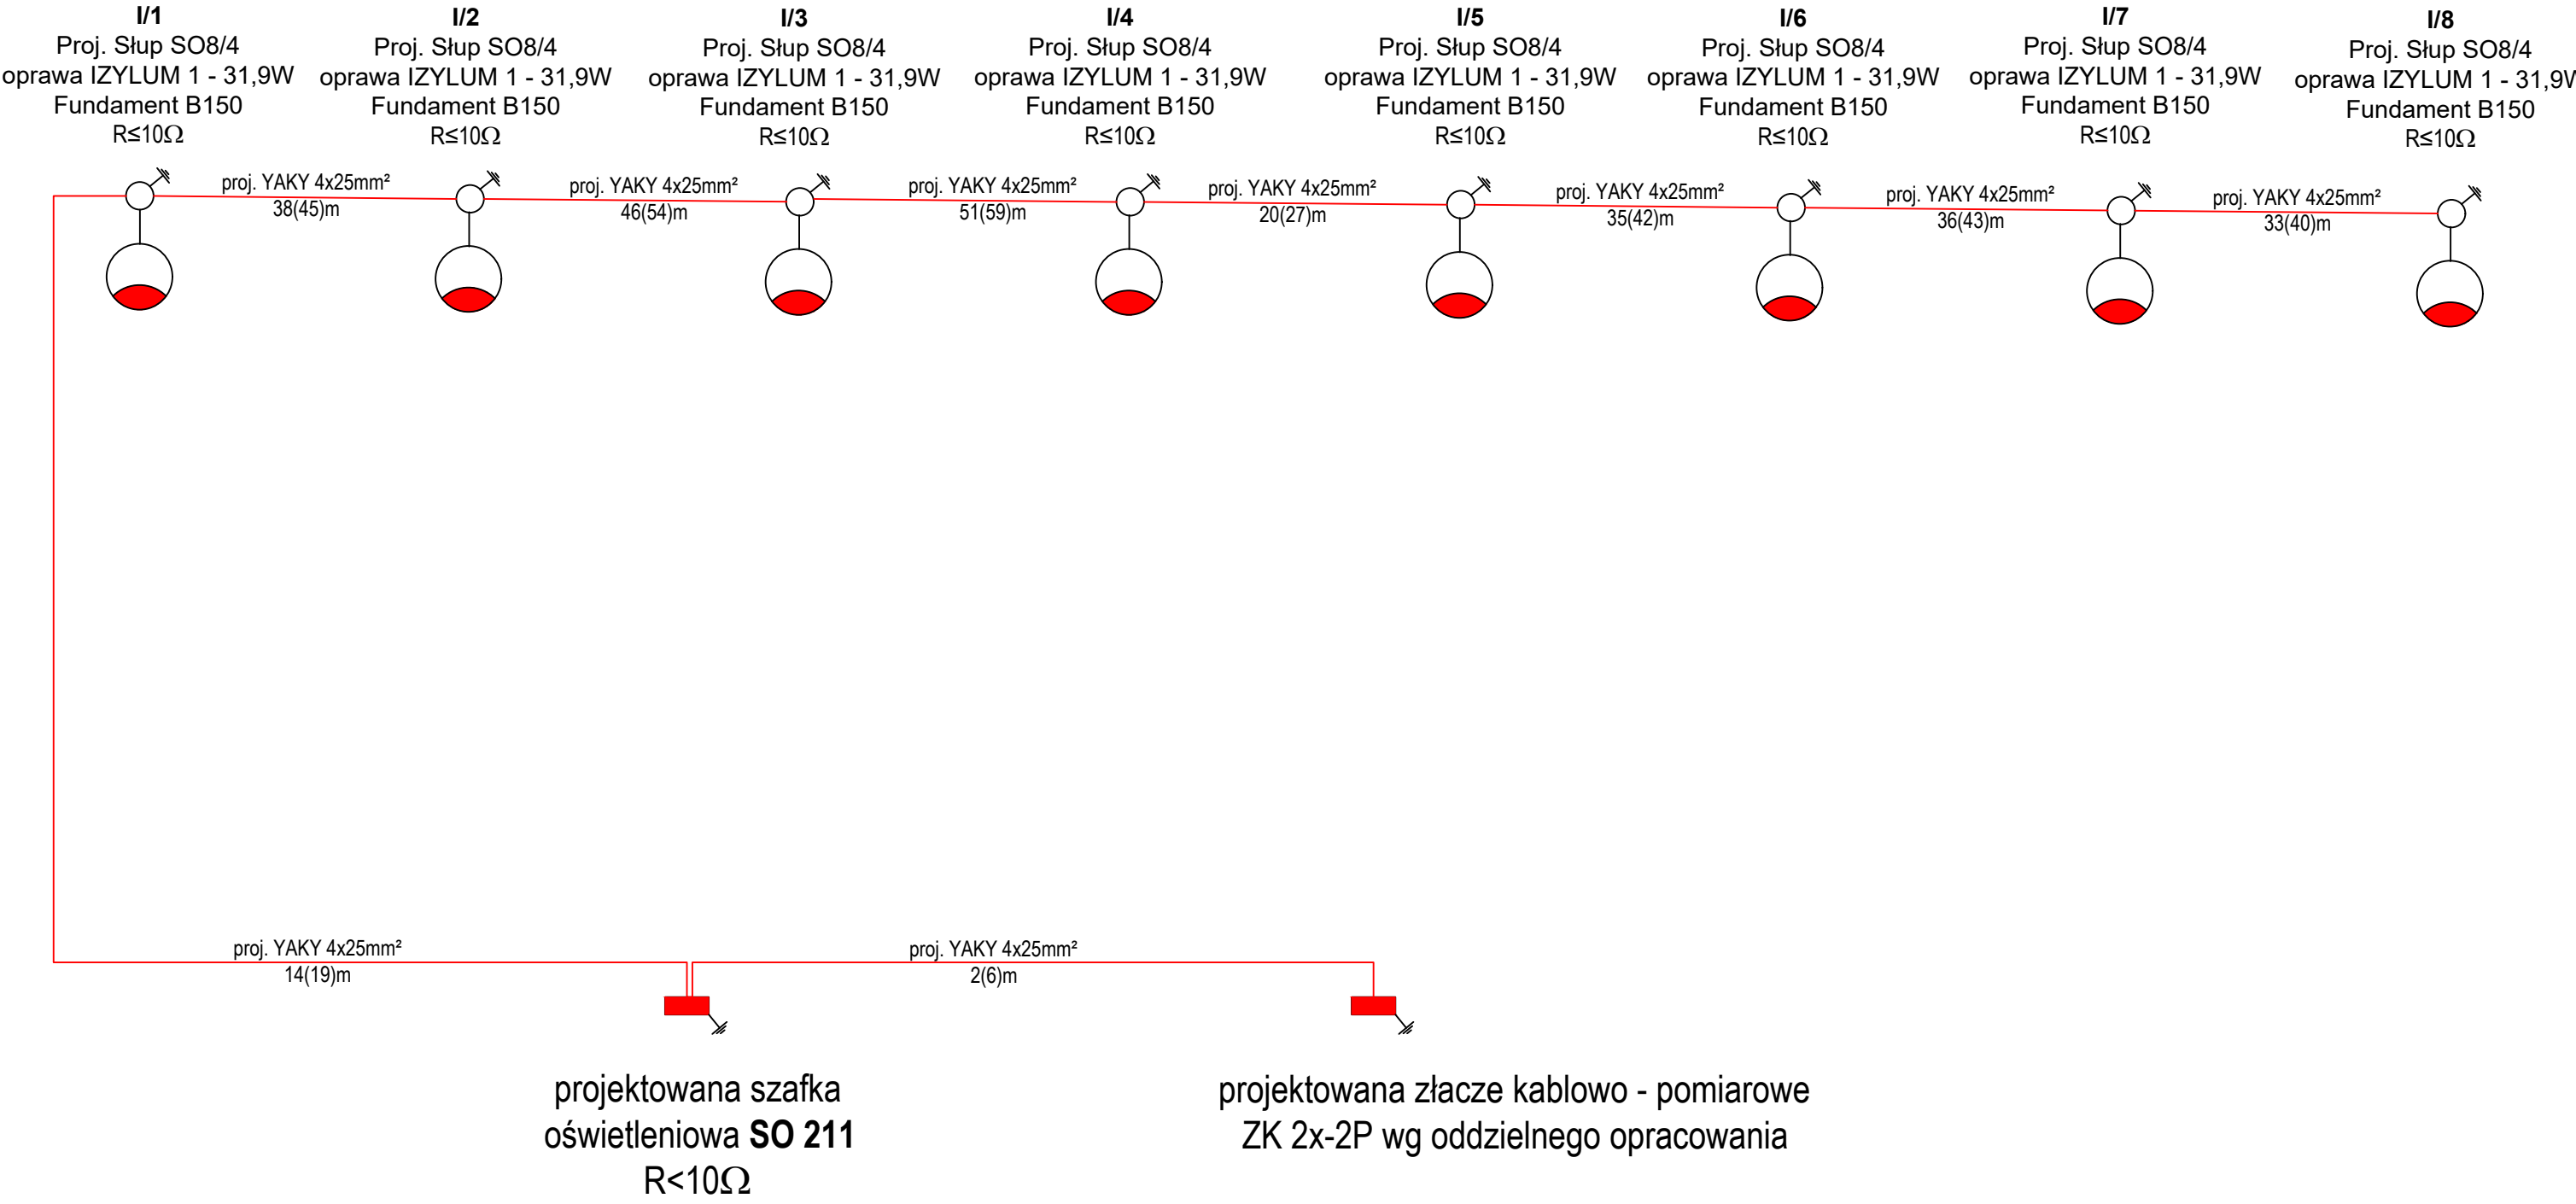 I/1
Proj. Słup SO8/4
oprawa IZYLUM 1 - 31,9W
Fundament B150
R≤10Ω
I/2
Proj. Słup SO8/4
oprawa IZYLUM 1 - 31,9W
Fundament B150
R≤10Ω
I/3
Proj. Słup SO8/4
oprawa IZYLUM 1 - 31,9W
Fundament B150
R≤10Ω
I/4
Proj. Słup SO8/4
oprawa IZYLUM 1 - 31,9W
Fundament B150
R≤10Ω
I/5
Proj. Słup SO8/4
oprawa IZYLUM 1 - 31,9W
Fundament B150
R≤10Ω
I/6
Proj. Słup SO8/4
oprawa IZYLUM 1 - 31,9W
Fundament B150
R≤10Ω
I/7
Proj. Słup SO8/4
oprawa IZYLUM 1 - 31,9W
Fundament B150
R≤10Ω
I/8
Proj. Słup SO8/4
oprawa IZYLUM 1 - 31,9W
Fundament B150
R≤10Ω
proj. YAKY 4x25mm²
38(45)m
proj. YAKY 4x25mm²
46(54)m
proj. YAKY 4x25mm²
51(59)m
proj. YAKY 4x25mm²
20(27)m
proj. YAKY 4x25mm²
35(42)m
proj. YAKY 4x25mm²
36(43)m
proj. YAKY 4x25mm²
33(40)m
proj. YAKY 4x25mm²
14(19)m
proj. YAKY 4x25mm²
2(6)m
projektowana szafka
oświetleniowa SO 211
R<10Ω
projektowana złacze kablowo - pomiarowe
ZK 2x-2P wg oddzielnego opracowania